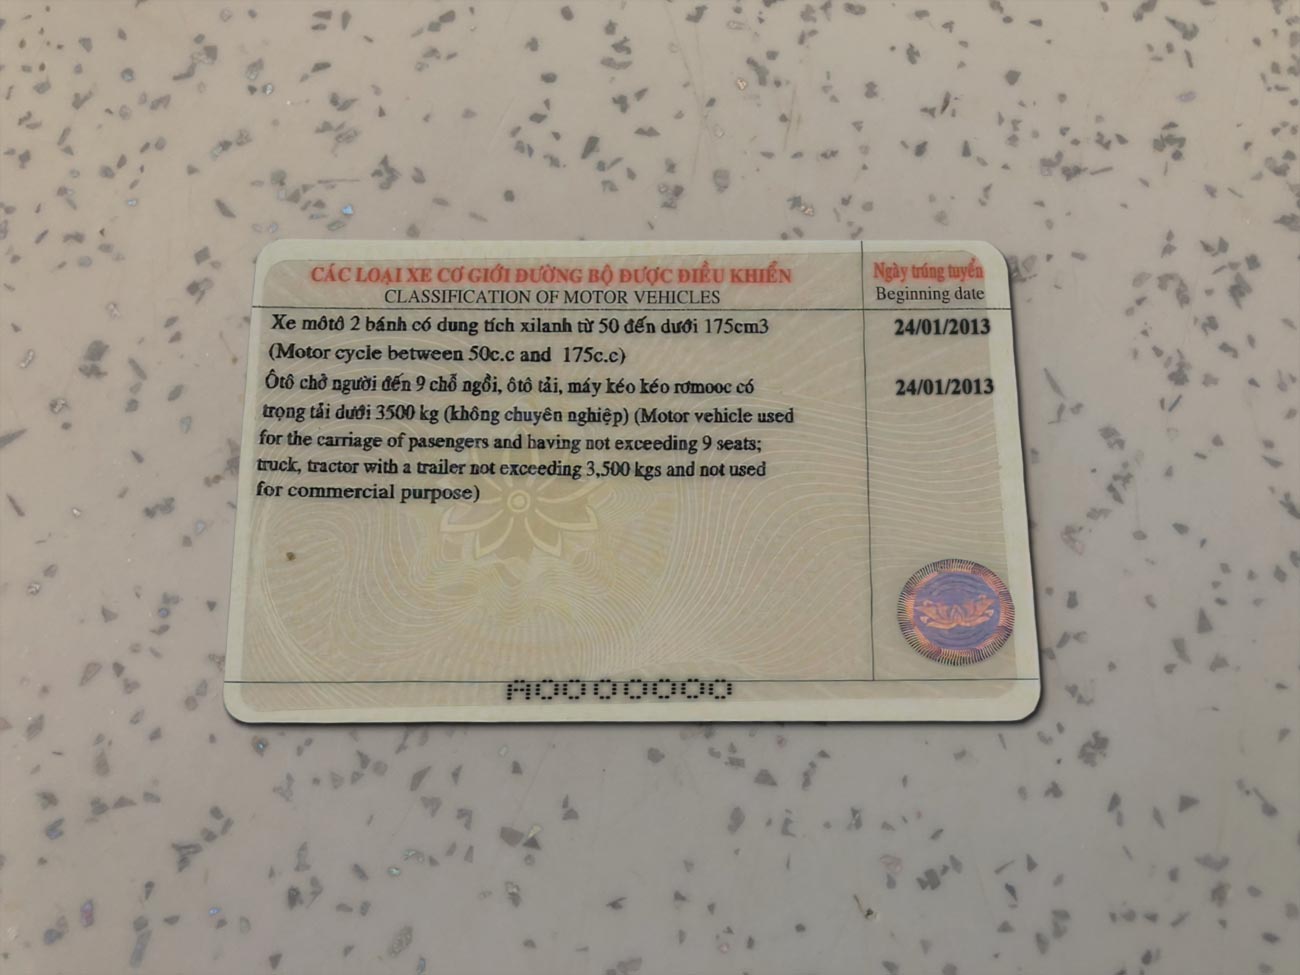 CÁC LOẠI XE CƠ GIỚI ĐƯỜNG BỘ ĐƯỢC ĐIỀU KHIỂN
CLASSIFICATION OF MOTOR VEHICLES
Ngày trúng tuyển
Beginning date
Xe môtô 2 bánh có dung tích xilanh từ 50 đến dưới 175cm3
(Motor cycle between 50c.c and 175c.c)
24/01/2013
Ôtô chở người đến 9 chỗ ngồi, ôtô tải, máy kéo kéo rơmooc có
trọng tải dưới 3500 kg (không chuyên nghiệp) (Motor vehicle used
for the carriage of pasengers and having not exceeding 9 seats;
truck, tractor with a trailer not exceeding 3,500 kgs and not used
for commercial purpose)
24/01/2013
A0000000